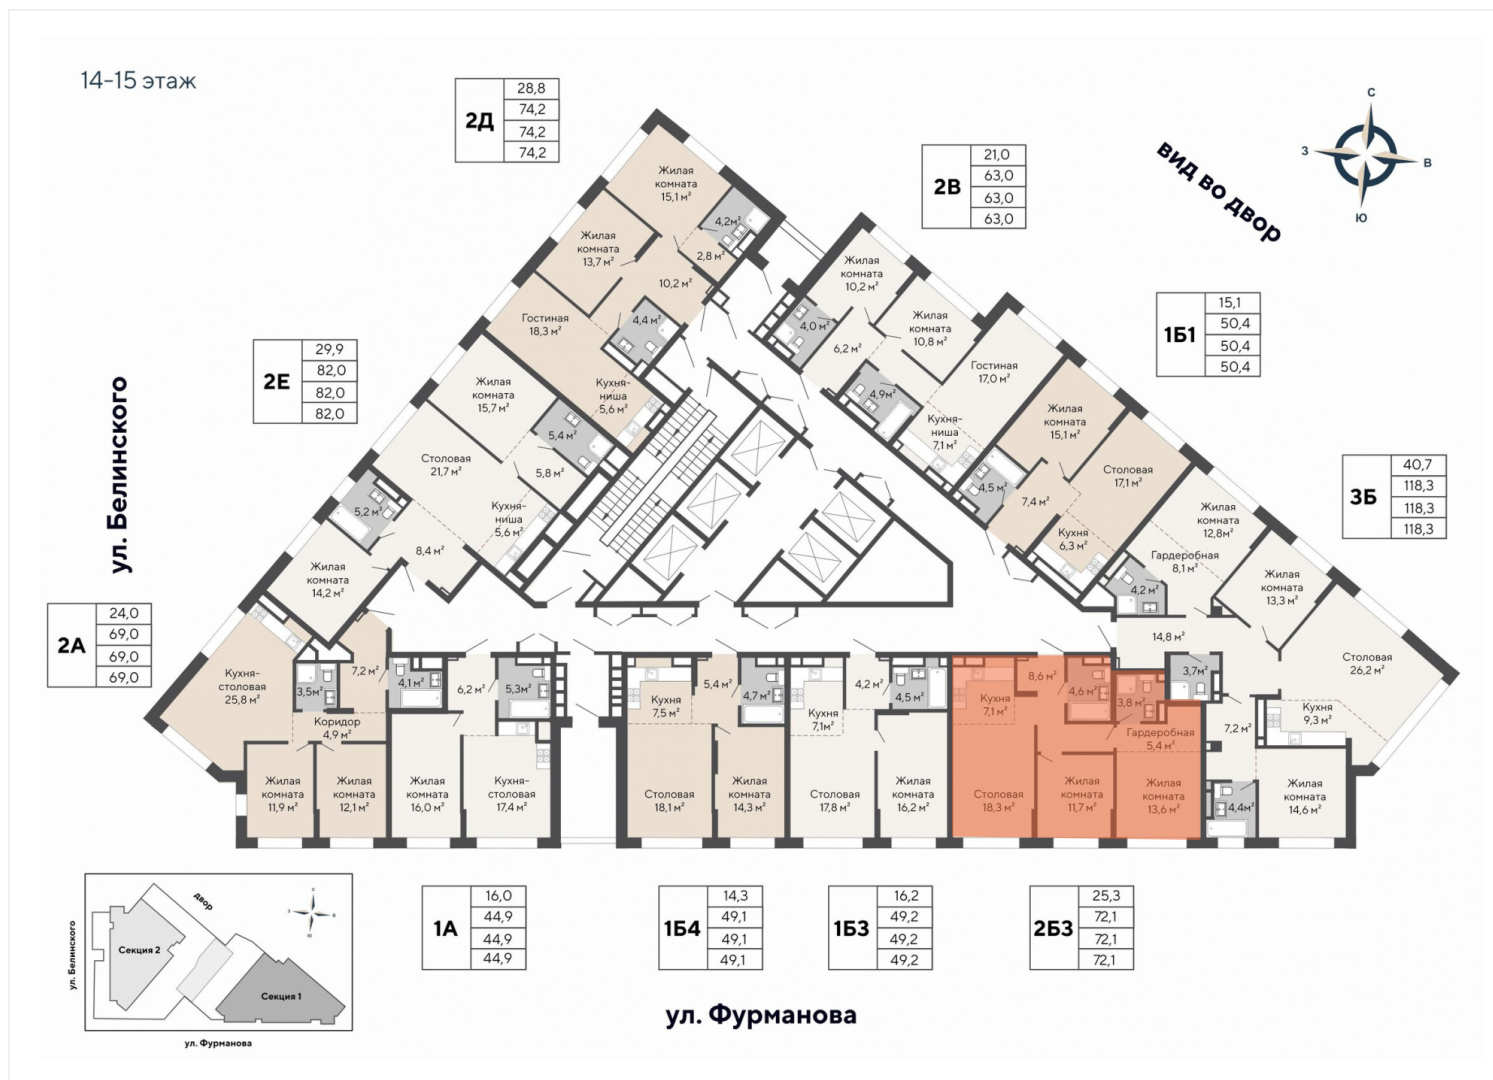 14-15 этаж
2Д
28,8
74,2
74,2
74,2
2В
21,0
63,0
63,0
63,0
вид во двор
С
З
В
Ю
1Б1
15,1
50,4
50,4
50,4
2Е
29,9
82,0
82,0
82,0
3Б
40,7
118,3
118,3
118,3
2А
24,0
69,0
69,0
69,0
ул. Белинского
Жилая
комната
15,1 м²
4,2м²
2,8 м²
Жилая
комната
13,7 м²
10,2 м²
Гостиная
18,3 м²
4,4 м²
Кухня-
ниша
5,6 м²
Жилая
комната
15,7 м²
5,4 м²
5,8 м²
Столовая
21,7 м²
Кухня-
ниша
5,6 м²
5,2 м²
8,4 м²
Жилая
комната
14,2 м²
Жилая
комната
10,2 м²
4,0 м²
6,2 м²
Жилая
комната
10,8 м²
4,9м²
Гостиная
17,0 м²
Кухня-
ниша
7,1 м²
Жилая
комната
15,1 м²
4,5 м²
7,4 м²
Столовая
17,1 м²
Кухня
6,3 м²
Жилая
комната
12,8м²
Гардеробная
8,1 м²
4,2 м²
Жилая
комната
13,3 м²
14,8 м²
3,7м²
Столовая
26,2 м²
Кухня
9,3 м²
7,2 м²
4,4м²
Жилая
комната
14,6 м²
Кухня-
столовая
25,8 м²
3,5м²
7,2 м²
Коридор
4,9 м²
Жилая
комната
11,9 м²
Жилая
комната
12,1 м²
4,1 м²
6,2 м²
5,3м²
Жилая
комната
16,0 м²
Кухня-
столовая
17,4 м²
Кухня
7,5 м²
5,4 м²
4,7 м²
Столовая
18,1 м²
Жилая
комната
14,3 м²
Кухня
7,1м²
4,2 м²
4,5 м²
Столовая
17,8 м²
Жилая
комната
16,2 м²
Кухня
7,1 м²
8,6 м²
4,6 м²
3,8 м²
Гардеробная
5,4 м²
Столовая
18,3 м²
Жилая
комната
11,7 м²
Жилая
комната
13,6 м²
1А
16,0
44,9
44,9
44,9
1Б4
14,3
49,1
49,1
49,1
1Б3
16,2
49,2
49,2
49,2
2Б3
25,3
72,1
72,1
72,1
ул. Фурманова
двор
С
З
В
Ю
ул. Белинского
Секция 2
Секция 1
ул. Фурманова